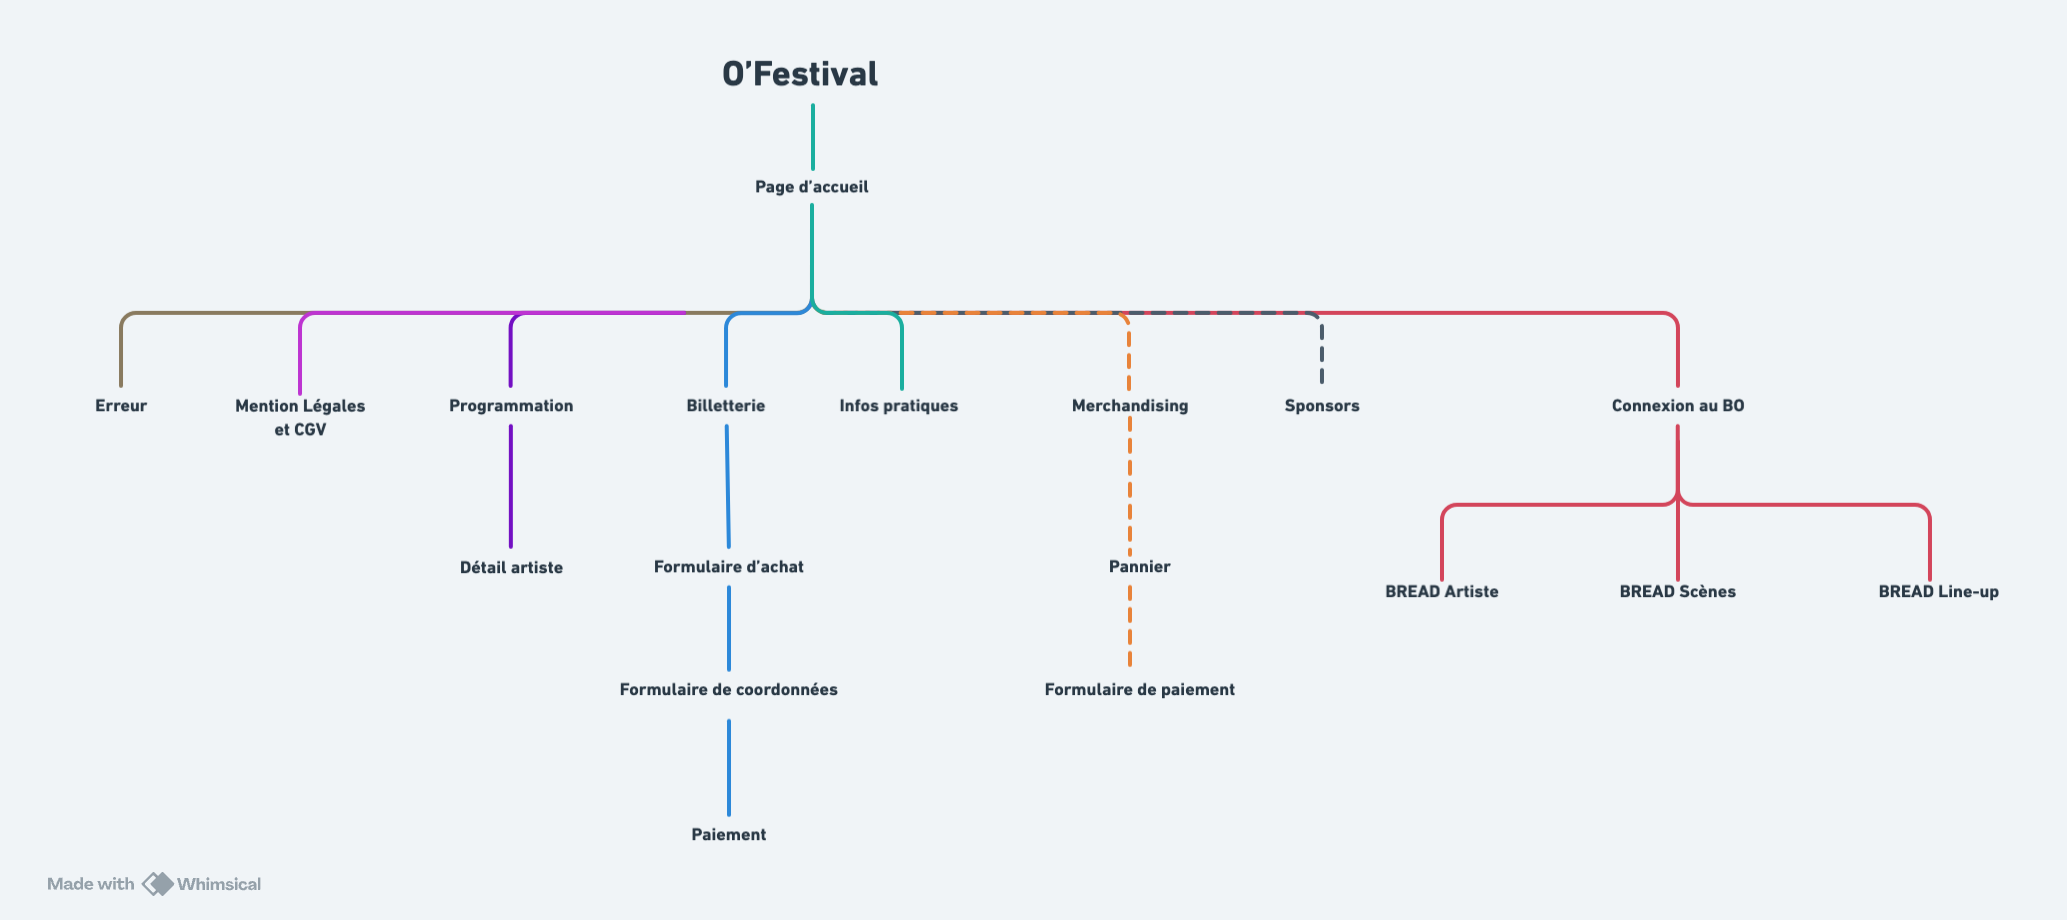 O’Festival
Page d’accueil
Erreur
Mention Légales
et CGV
Programmation
Billetterie
Infos pratiques
Merchandising
Sponsors
Connexion au BO
Détail artiste
Formulaire d’achat
Pannier
BREAD Artiste
BREAD Scènes
BREAD Line-up
Formulaire de coordonnées
Formulaire de paiement
Paiement
Made with Whimsical